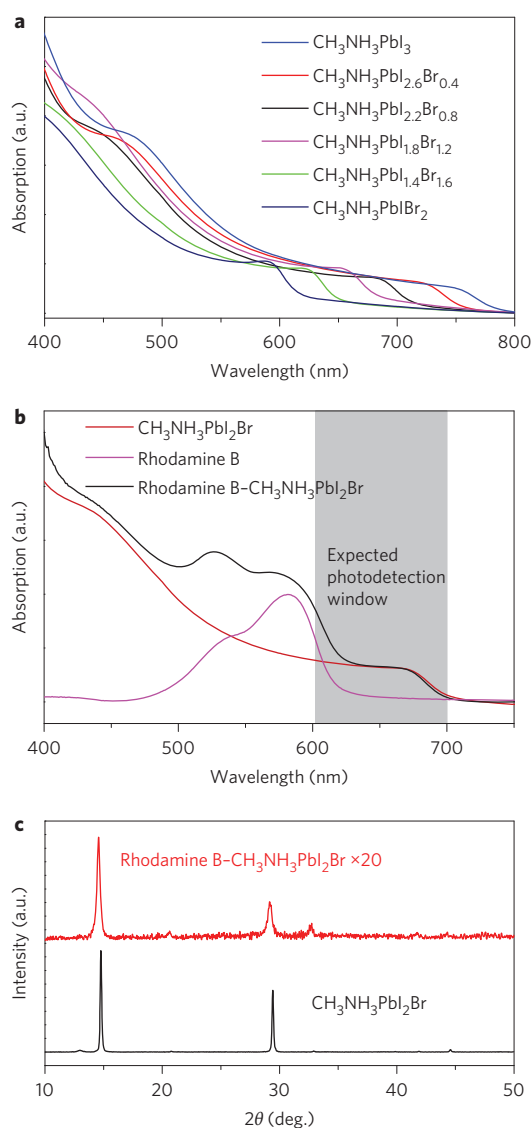 a
Absorption (a.u.)
CH₃NH₃PbI₃
CH₃NH₃PbI₂.₆Br₀.₄
CH₃NH₃PbI₂.₂Br₀.₈
CH₃NH₃PbI₁.₈Br₁.₂
CH₃NH₃PbI₁.₄Br₁.₆
CH₃NH₃PbIBr₂
400 500 600 700 800
Wavelength (nm)
b
Absorption (a.u.)
CH₃NH₃PbI₂Br
Rhodamine B
Rhodamine B–CH₃NH₃PbI₂Br
Expected
photodetection
window
400 500 600 700
Wavelength (nm)
c
Intensity (a.u.)
Rhodamine B–CH₃NH₃PbI₂Br ×20
CH₃NH₃PbI₂Br
10 20 30 40 50
2θ (deg.)